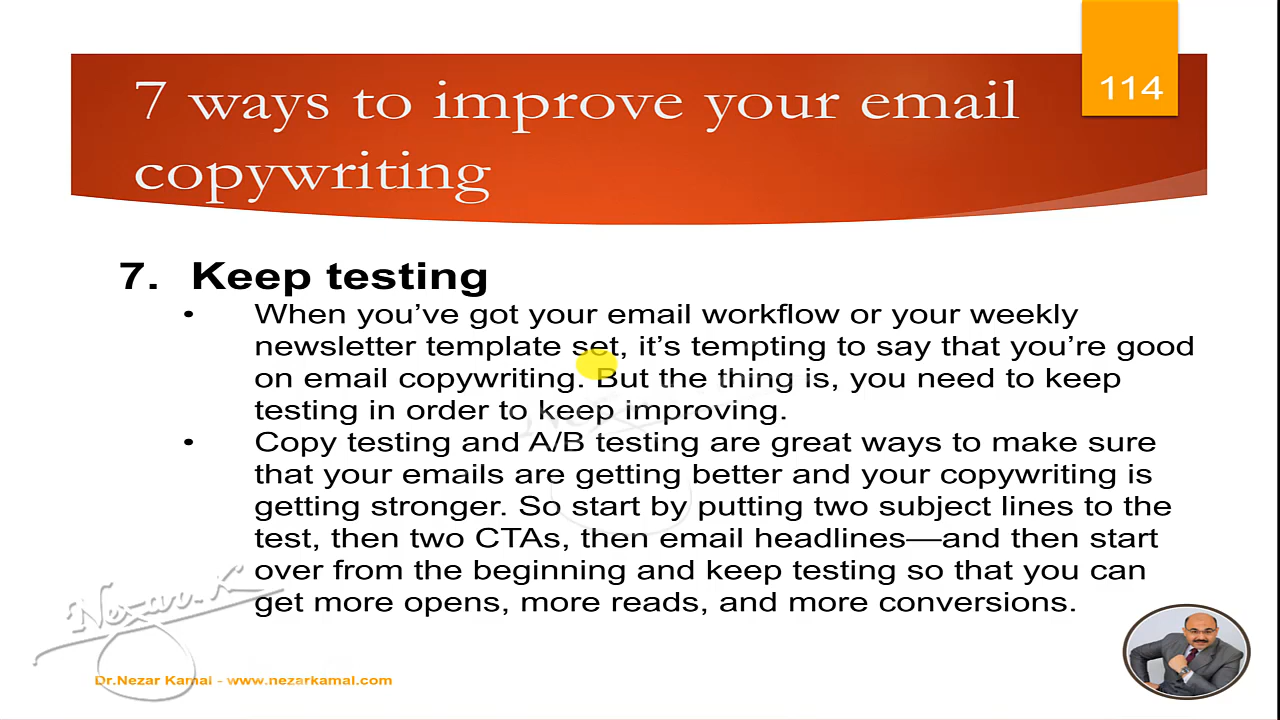 114
7 ways to improve your email
copywriting
7. Keep testing
• When you’ve got your email workflow or your weekly
newsletter template set, it’s tempting to say that you’re good
on email copywriting. But the thing is, you need to keep
testing in order to keep improving.
• Copy testing and A/B testing are great ways to make sure
that your emails are getting better and your copywriting is
getting stronger. So start by putting two subject lines to the
test, then two CTAs, then email headlines—and then start
over from the beginning and keep testing so that you can
get more opens, more reads, and more conversions.
Nezar.K
Dr.Nezar Kamal - www.nezarkamal.com